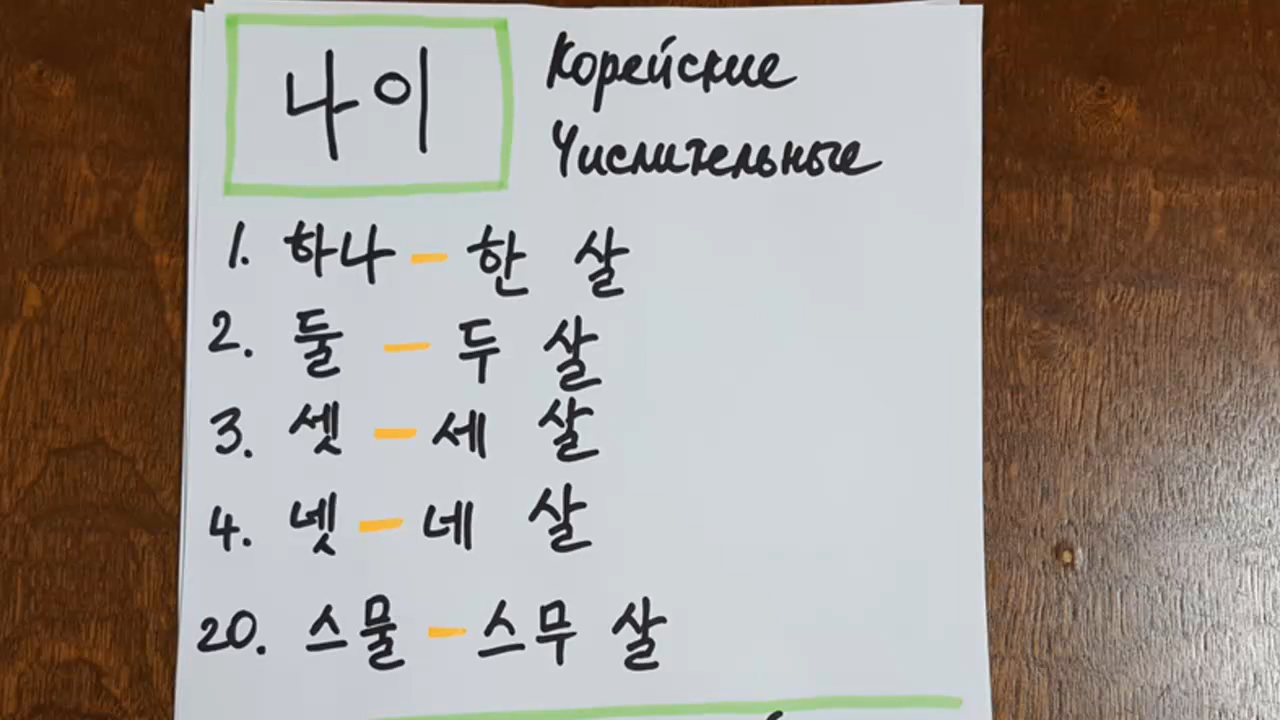 나이
Корейские
Числительные
1. 하나 - 한 살
2. 둘 - 두 살
3. 셋 - 세 살
4. 넷 - 네 살
20. 스물 - 스무 살